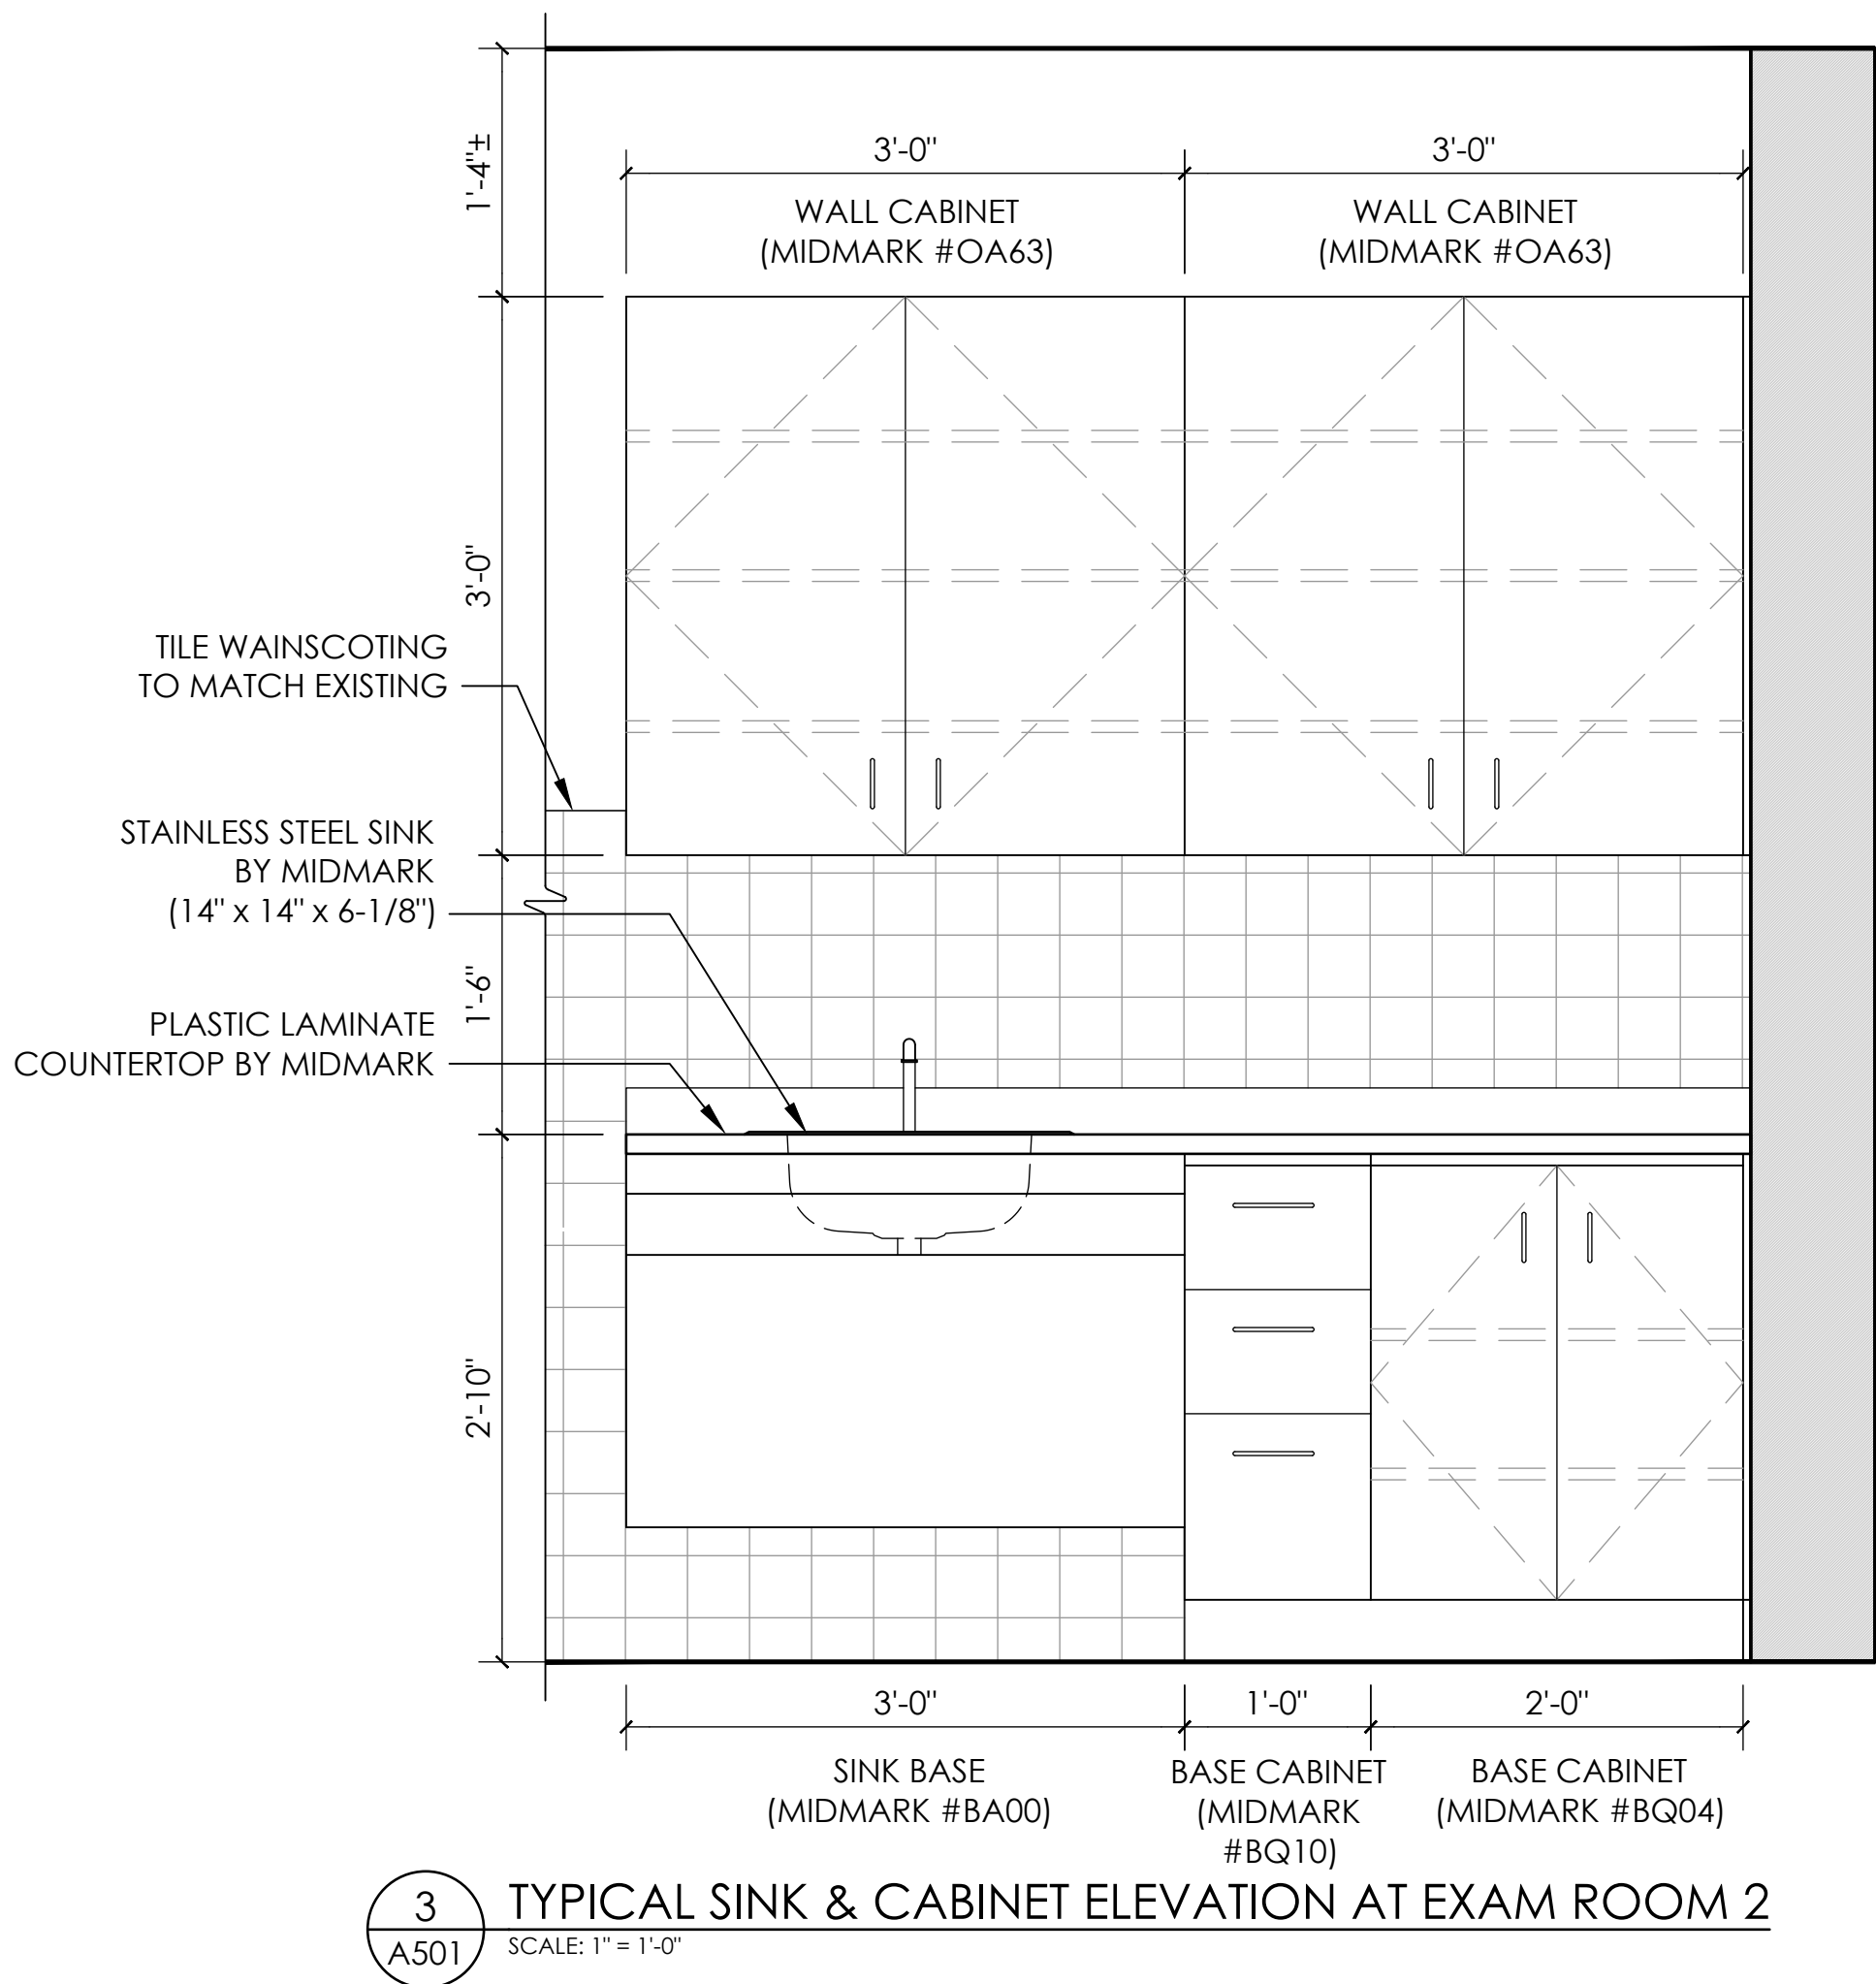 3'-0"
3'-0"
1'-4"±
WALL CABINET
(MIDMARK #OA63)
WALL CABINET
(MIDMARK #OA63)
3'-0"
TILE WAINSCOTING
TO MATCH EXISTING
STAINLESS STEEL SINK
BY MIDMARK
(14" x 14" x 6-1/8")
1'-6"
PLASTIC LAMINATE
COUNTERTOP BY MIDMARK
2'-10"
3'-0"
1'-0"
2'-0"
SINK BASE
(MIDMARK #BA00)
BASE CABINET
(MIDMARK
#BQ10)
BASE CABINET
(MIDMARK #BQ04)
3
A501
TYPICAL SINK & CABINET ELEVATION AT EXAM ROOM 2
SCALE: 1" = 1'-0"